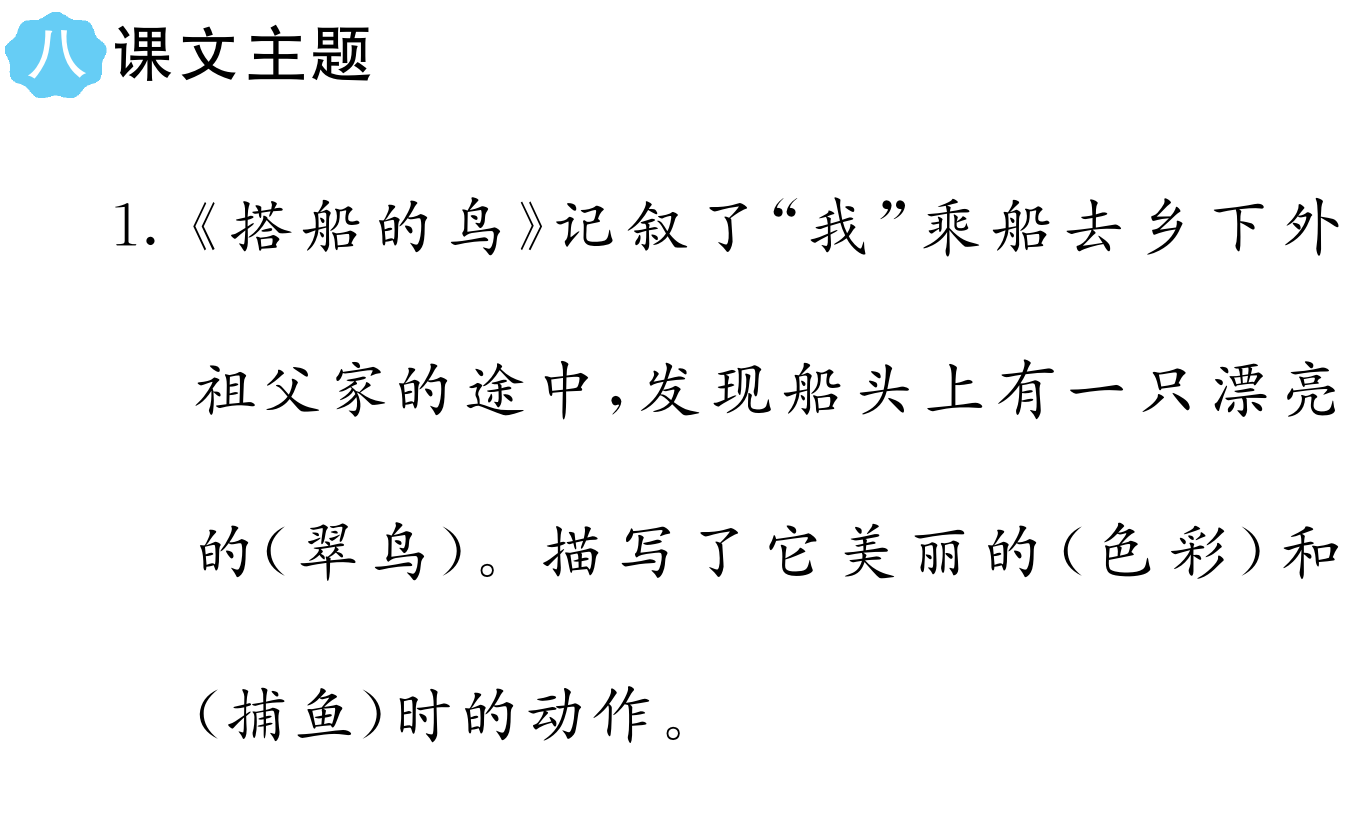 八 课文主题
1.《搭船的鸟》记叙了“我”乘船去乡下外
祖父家的途中,发现船头上有一只漂亮
的(翠鸟)。描写了它美丽的(色彩)和
(捕鱼)时的动作。